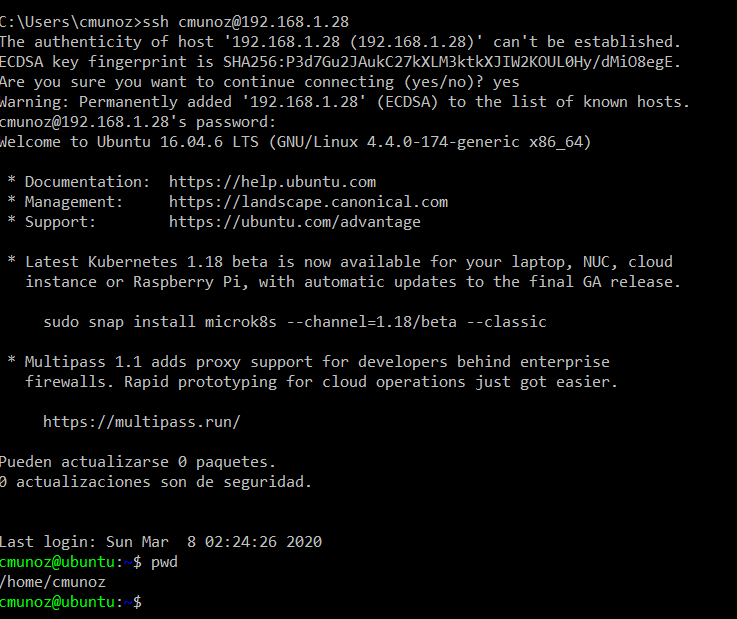 C:\Users\cmunoz>ssh cmunoz@192.168.1.28
The authenticity of host '192.168.1.28 (192.168.1.28)' can't be established.
ECDSA key fingerprint is SHA256:P3d7Gu2JAukC27kXLM3ktkXJIW2KOUL0Hy/dMiO8egE.
Are you sure you want to continue connecting (yes/no)? yes
Warning: Permanently added '192.168.1.28' (ECDSA) to the list of known hosts.
cmunoz@192.168.1.28's password:
Welcome to Ubuntu 16.04.6 LTS (GNU/Linux 4.4.0-174-generic x86_64)
* Documentation:  https://help.ubuntu.com
* Management:     https://landscape.canonical.com
* Support:        https://ubuntu.com/advantage
* Latest Kubernetes 1.18 beta is now available for your laptop, NUC, cloud
instance or Raspberry Pi, with automatic updates to the final GA release.
sudo snap install microk8s --channel=1.18/beta --classic
* Multipass 1.1 adds proxy support for developers behind enterprise
firewalls. Rapid prototyping for cloud operations just got easier.
https://multipass.run/
Pueden actualizarse 0 paquetes.
0 actualizaciones son de seguridad.
Last login: Sun Mar  8 02:24:26 2020
cmunoz@ubuntu:~$ pwd
/home/cmunoz
cmunoz@ubuntu:~$